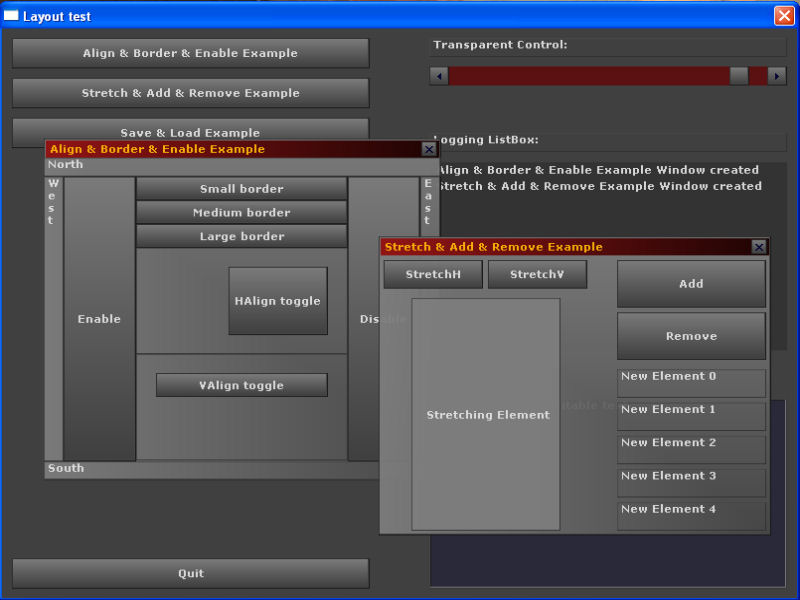 Layout test
Align & Border & Enable Example
Stretch & Add & Remove Example
Save & Load Example
Transparent Control:
Logging ListBox:
Align & Border & Enable Example Window created
Stretch & Add & Remove Example Window created
Align & Border & Enable Example
North
West
Enable
Small border
Medium border
Large border
HAlign toggle
VAlign toggle
Disable
East
South
Stretch & Add & Remove Example
StretchH
StretchV
Stretching Element
Add
Remove
New Element 0
New Element 1
New Element 2
New Element 3
New Element 4
Quit